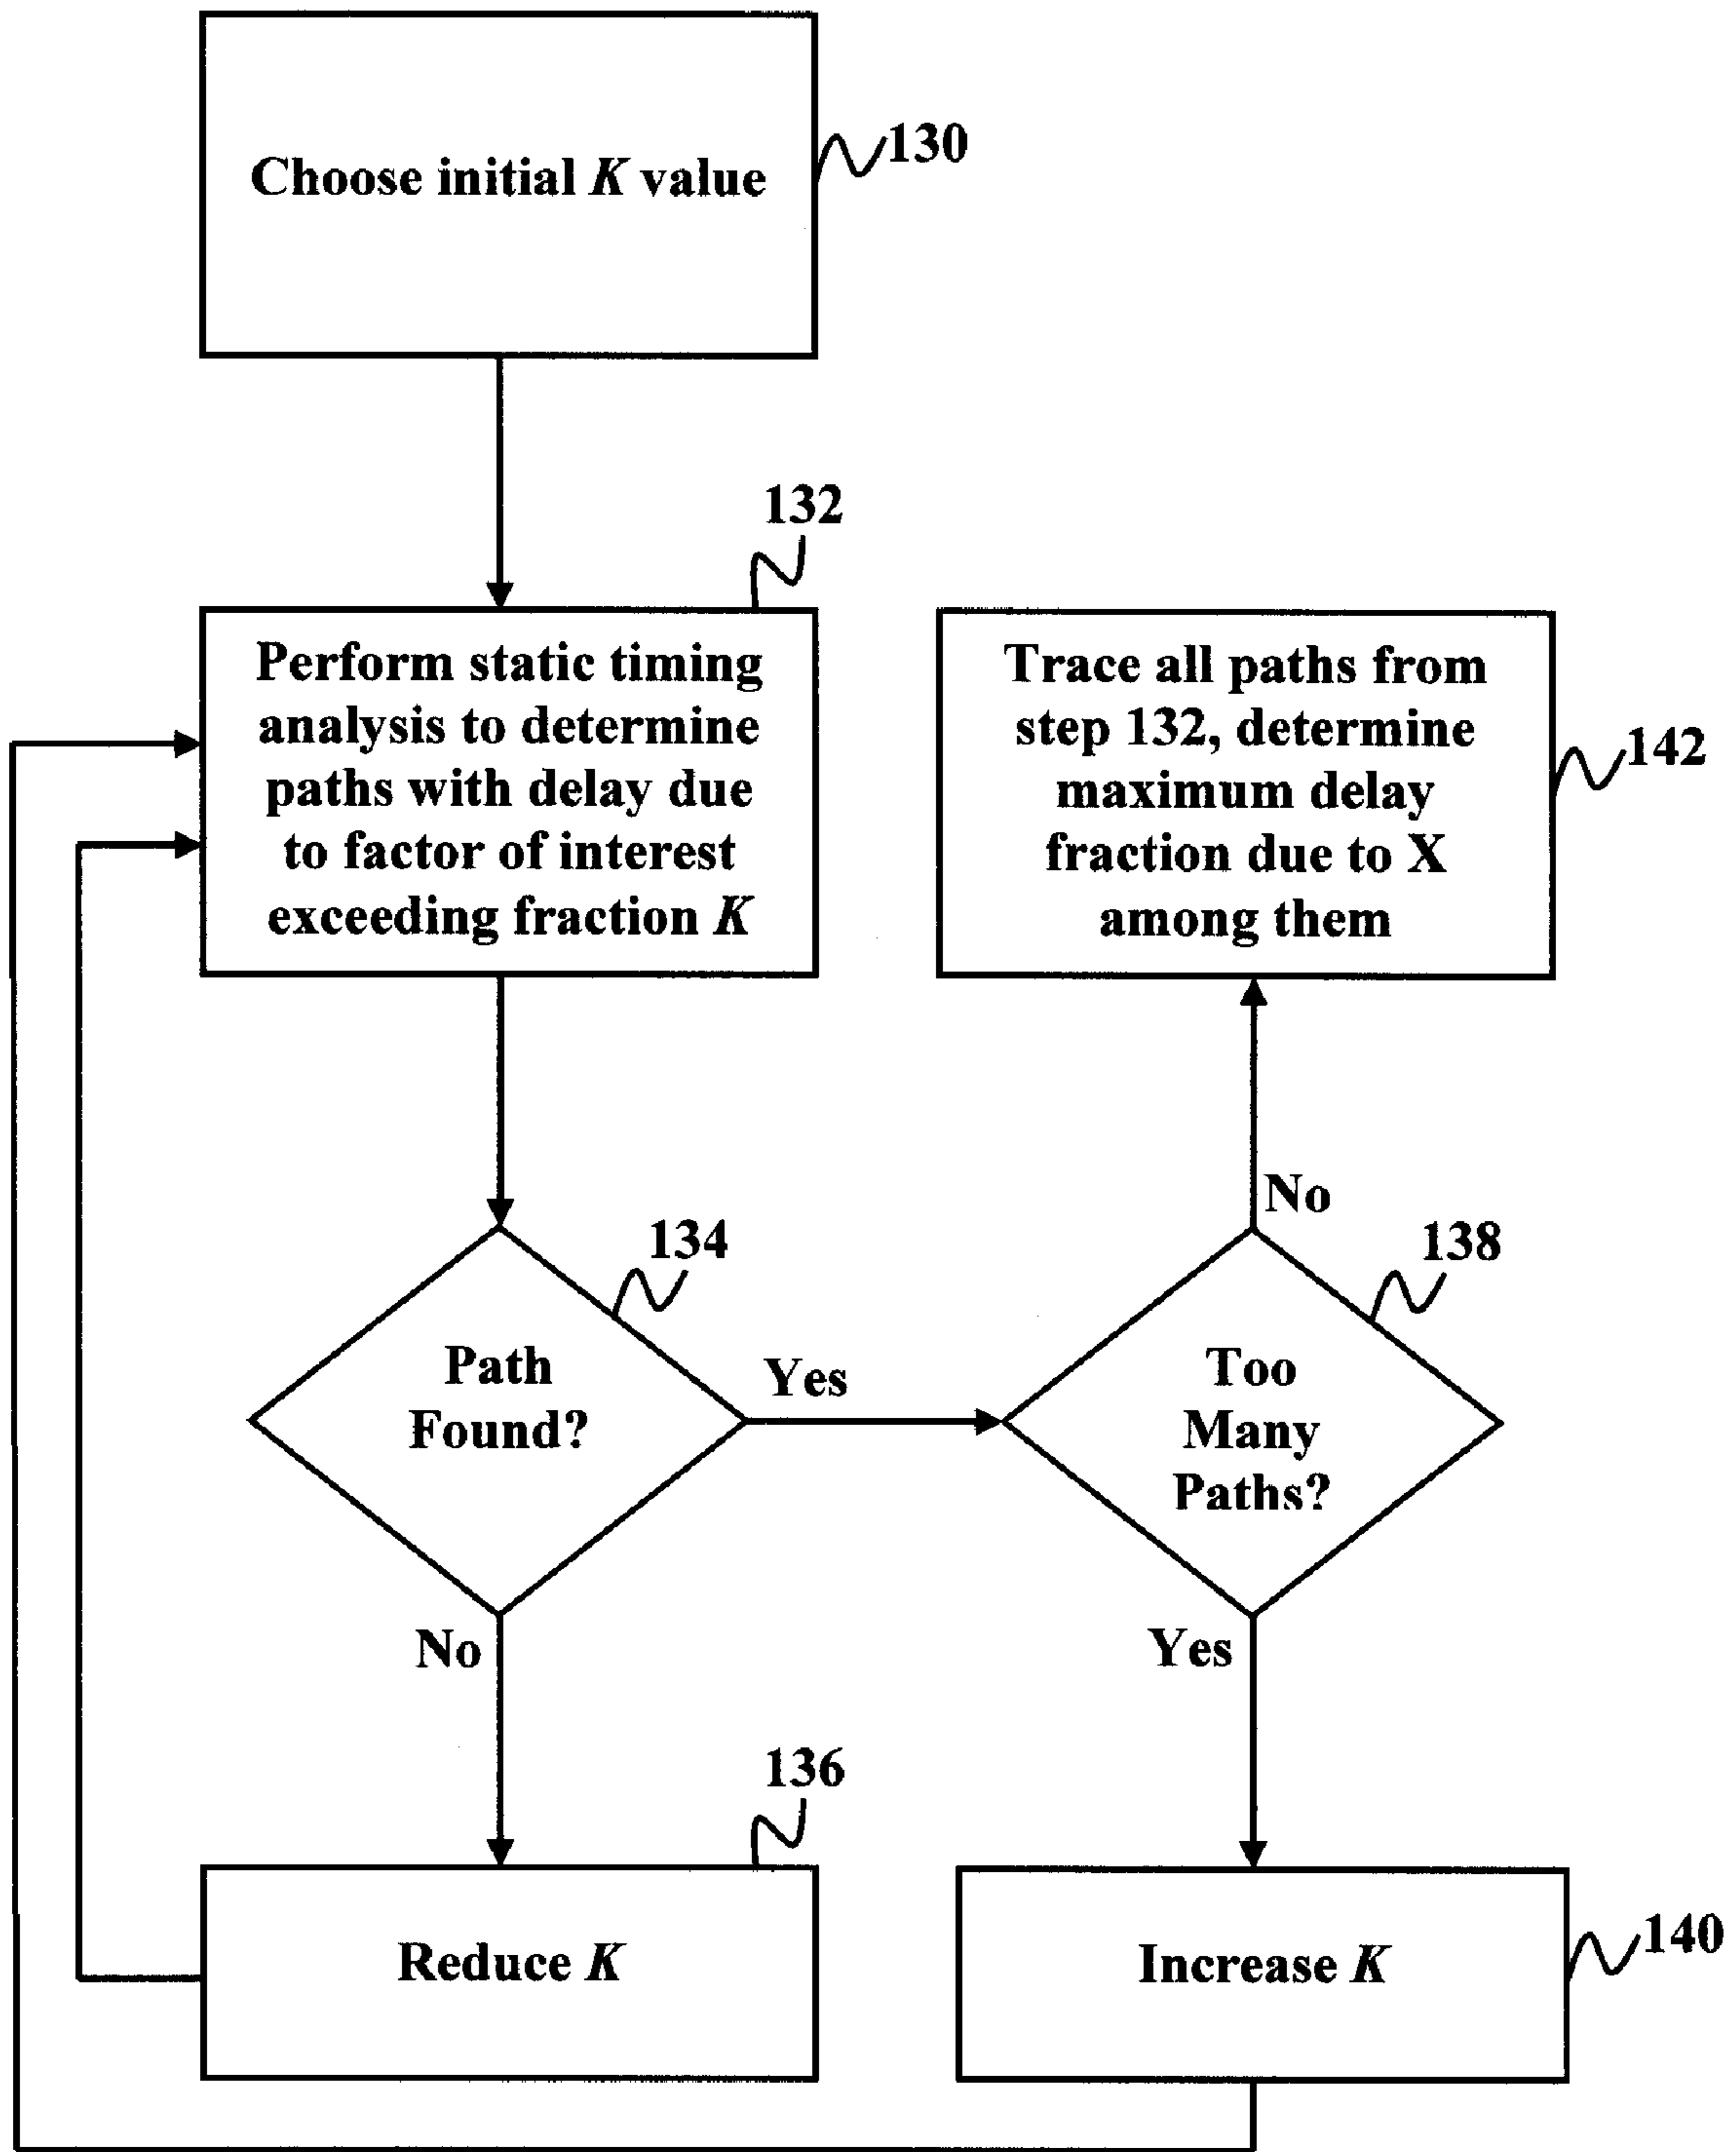 Choose initial K value
130
132
Perform static timing
analysis to determine
paths with delay due
to factor of interest
exceeding fraction K
Trace all paths from
step 132, determine
maximum delay
fraction due to X
among them
142
134
Path
Found?
Yes
No
No
138
Too
Many
Paths?
Yes
136
Reduce K
Increase K
140